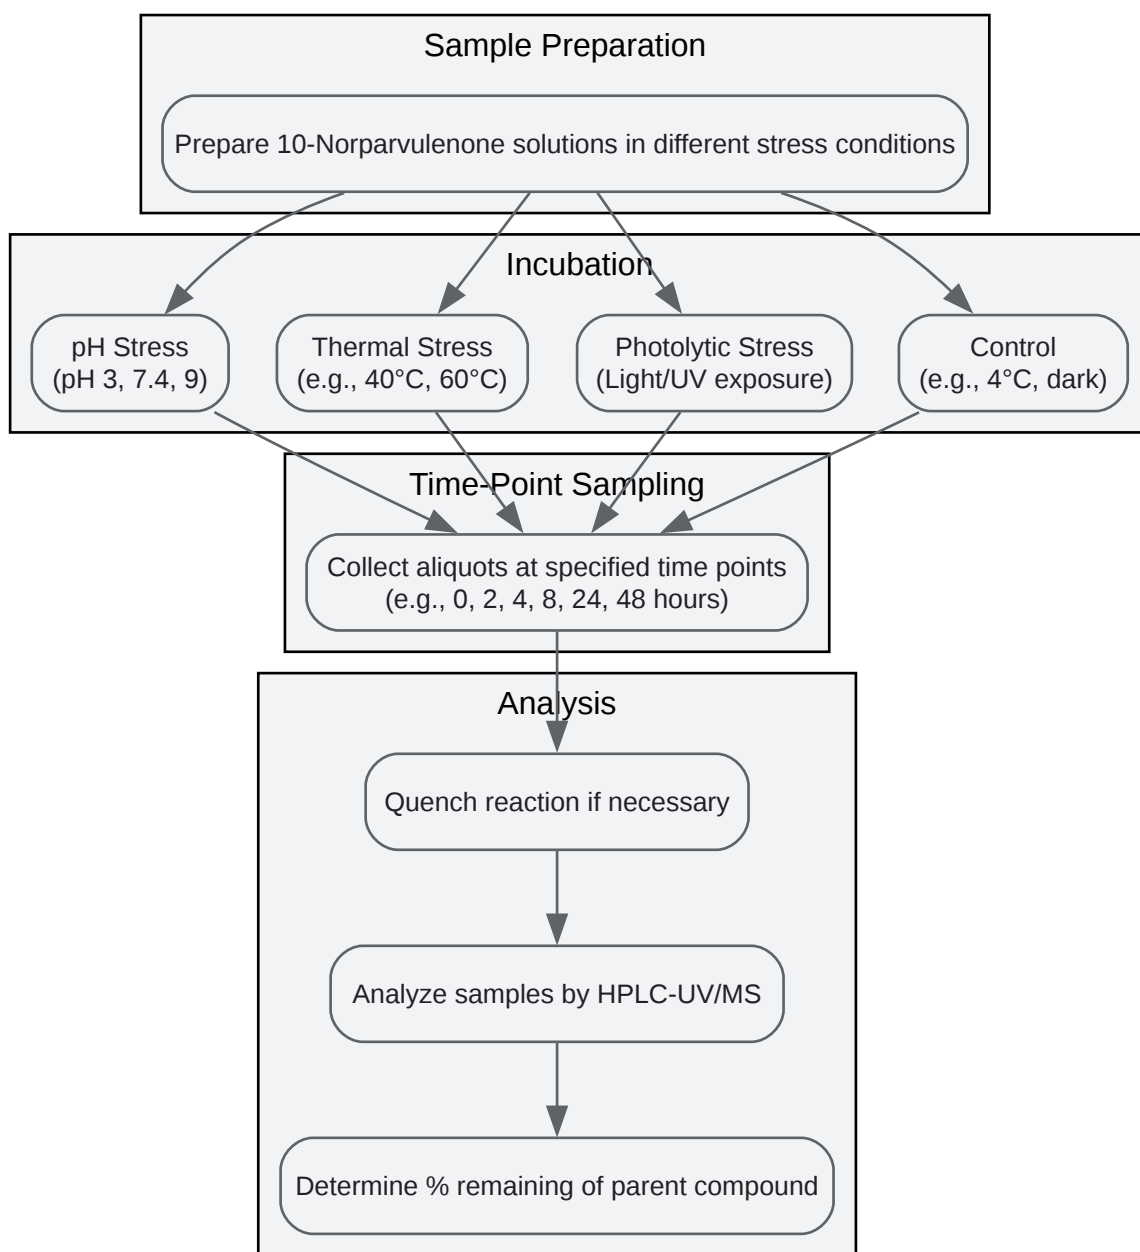 Sample Preparation
Prepare 10-Norparvulenone solutions in different stress conditions
Incubation
pH Stress
(pH 3, 7.4, 9)
Thermal Stress
(e.g., 40°C, 60°C)
Photolytic Stress
(Light/UV exposure)
Control
(e.g., 4°C, dark)
Time-Point Sampling
Collect aliquots at specified time points
(e.g., 0, 2, 4, 8, 24, 48 hours)
Analysis
Quench reaction if necessary
Analyze samples by HPLC-UV/MS
Determine % remaining of parent compound